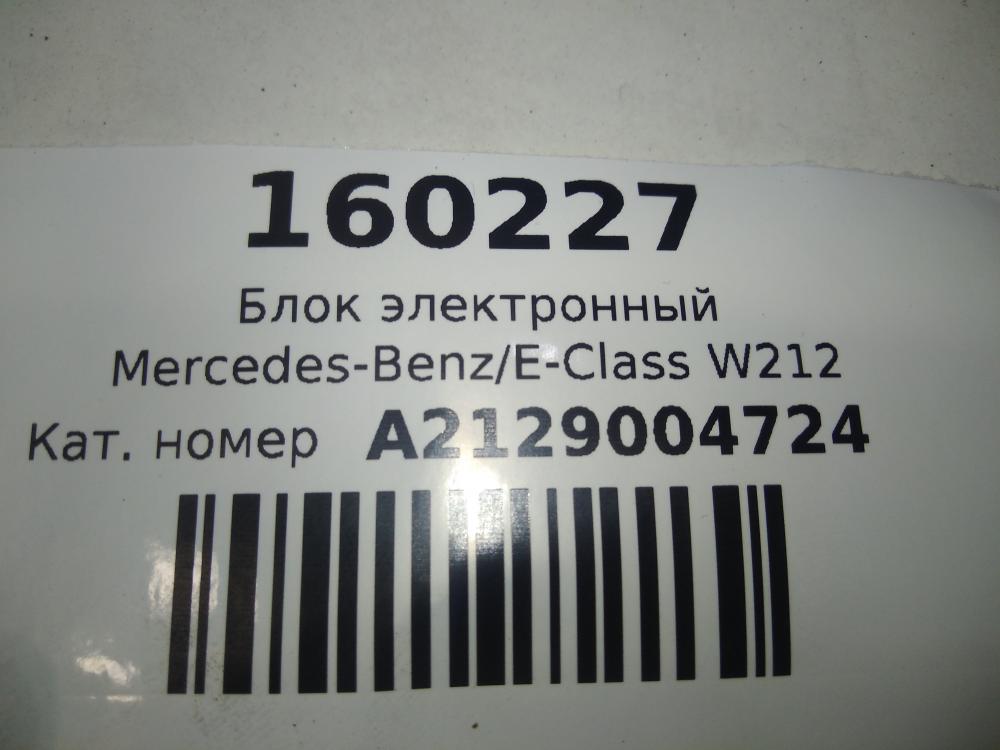 160227
Блок электронный
Mercedes-Benz/E-Class W212
Кат. номер A2129004724